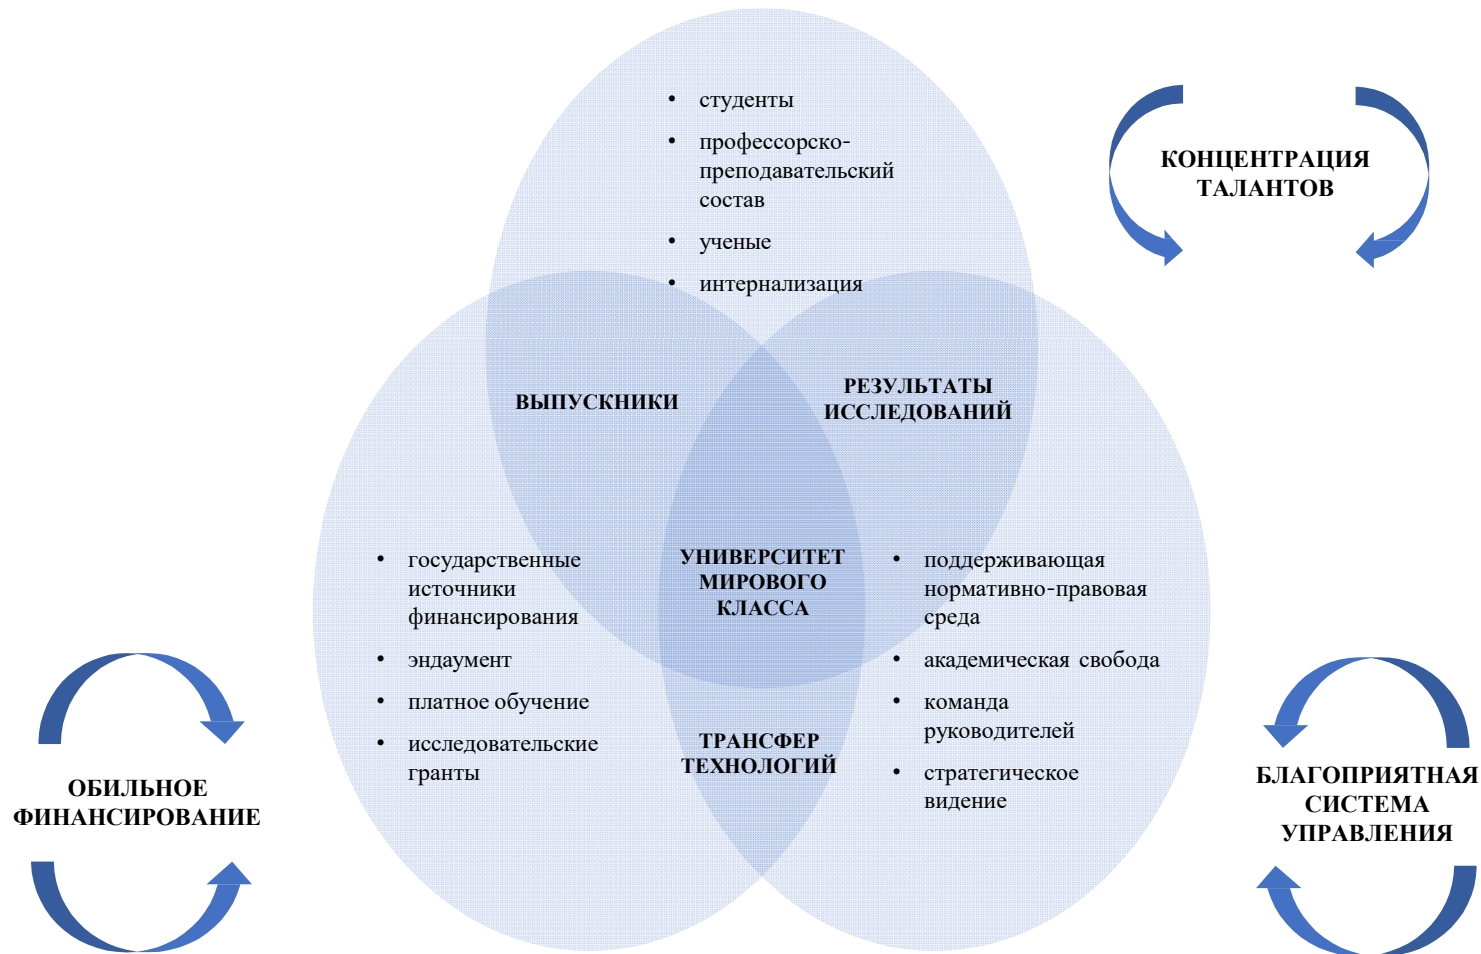 • студенты
• профессорско-
преподавательский
состав
• ученые
• интернализация
КОНЦЕНТРАЦИЯ
ТАЛАНТОВ
ВЫПУСКНИКИ
РЕЗУЛЬТАТЫ
ИССЛЕДОВАНИЙ
• государственные
источники
финансирования
• эндаумент
• платное обучение
• исследовательские
гранты
УНИВЕРСИТЕТ
МИРОВОГО
КЛАССА
• поддерживающая
нормативно-правовая
среда
• академическая свобода
• команда
руководителей
• стратегическое
видение
ТРАНСФЕР
ТЕХНОЛОГИЙ
ОБИЛЬНОЕ
ФИНАНСИРОВАНИЕ
БЛАГОПРИЯТНАЯ
СИСТЕМА
УПРАВЛЕНИЯ